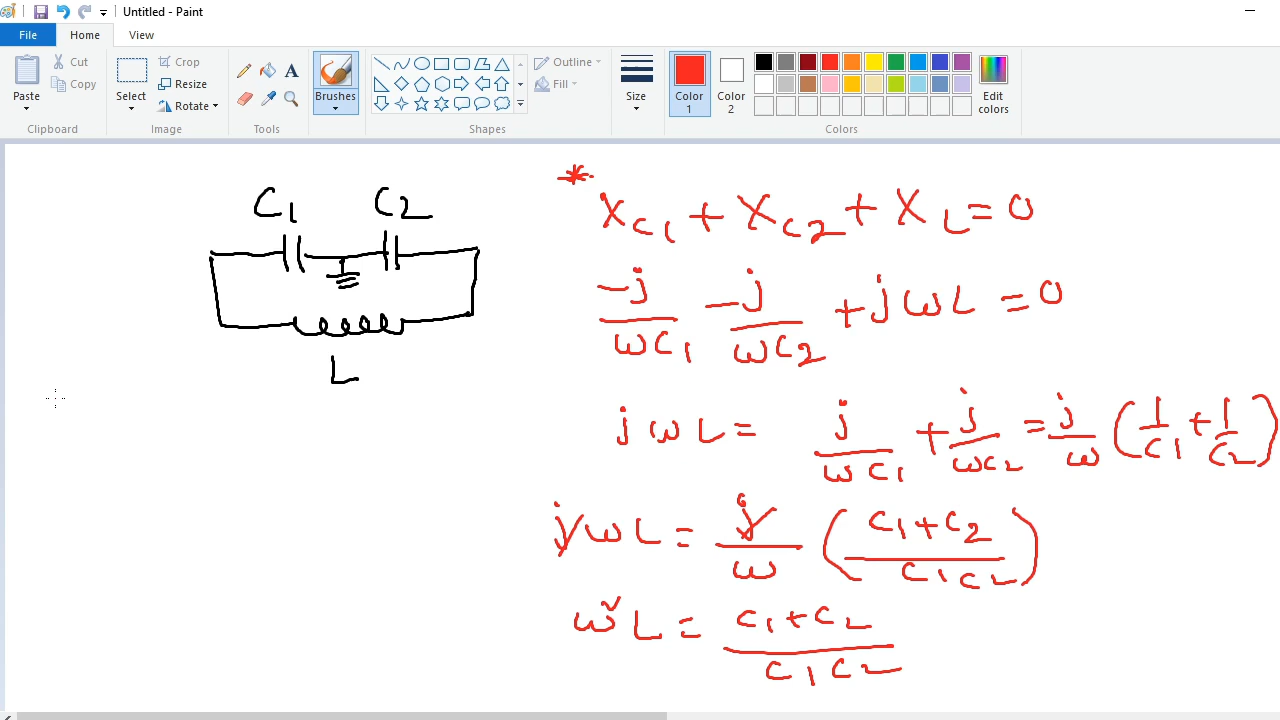 Untitled - Paint
File Home View
Paste
Cut
Copy
Clipboard
Select
Crop
Resize
Rotate
Image
Tools
Brushes
Outline
Fill
Shapes
Size
Color 1
Color 2
Edit colors
Colors
C1 C2
L
*
XC1 + XC2 + XL = 0
-j/ωC1 -j/ωC2 + jωL = 0
jωL = j/ωC1 + j/ωC2 = j/ω (1/C1 + 1/C2)
jωL = j/ω (C1+C2/C1C2)
ω²L = C1+C2/C1C2